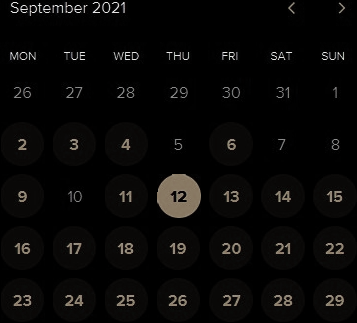 September 2021
MON TUE WED THU FRI SAT SUN
26 27 28 29 30 31 1
2 3 4 5 6 7 8
9 10 11 12 13 14 15
16 17 18 19 20 21 22
23 24 25 26 27 28 29